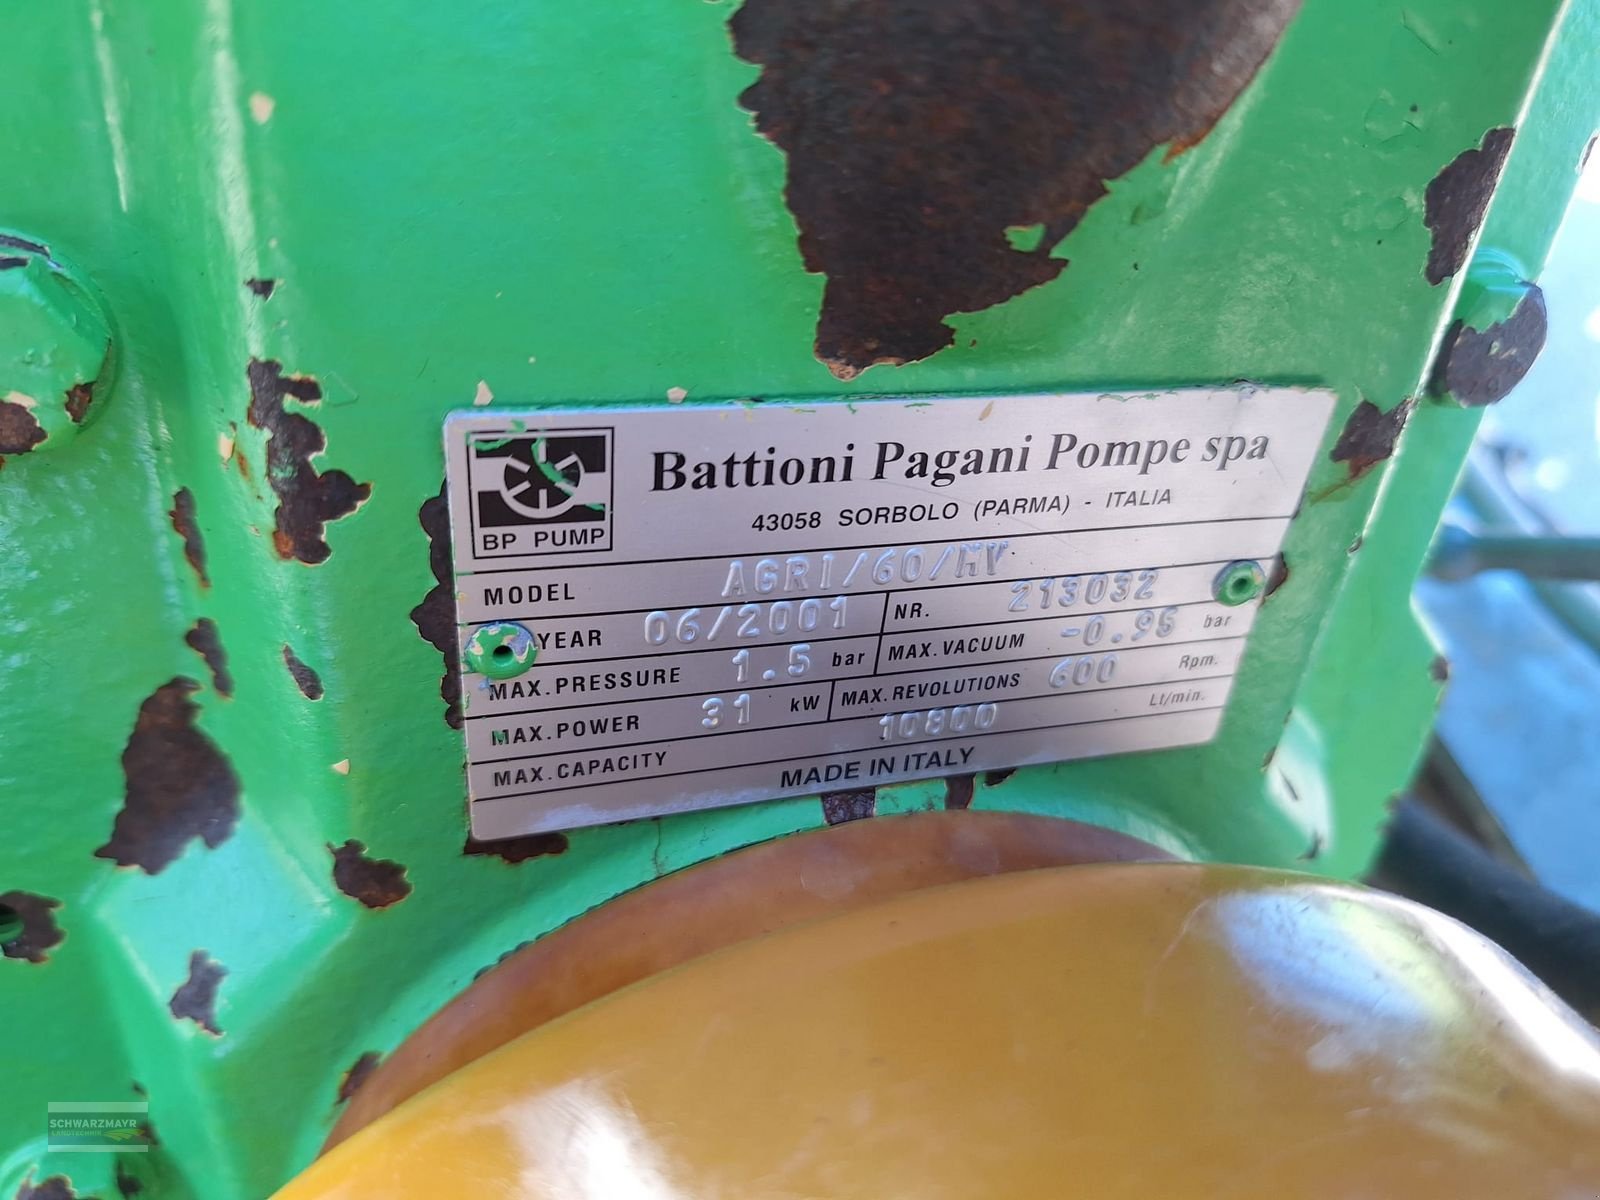 BP PUMP
Battioni Pagani Pompe spa
43058 SORBOLO (PARMA) - ITALIA
MODEL AGRI/60/MV
YEAR 06/2001 NR. 213032
MAX.PRESSURE 1.5 bar MAX.VACUUM -0.95 bar
MAX.POWER 31 kW MAX.REVOLUTIONS 600 Rpm.
MAX.CAPACITY 10800 Lt/min.
MADE IN ITALY
SCHWARZMAYR
LANDTECHNIK